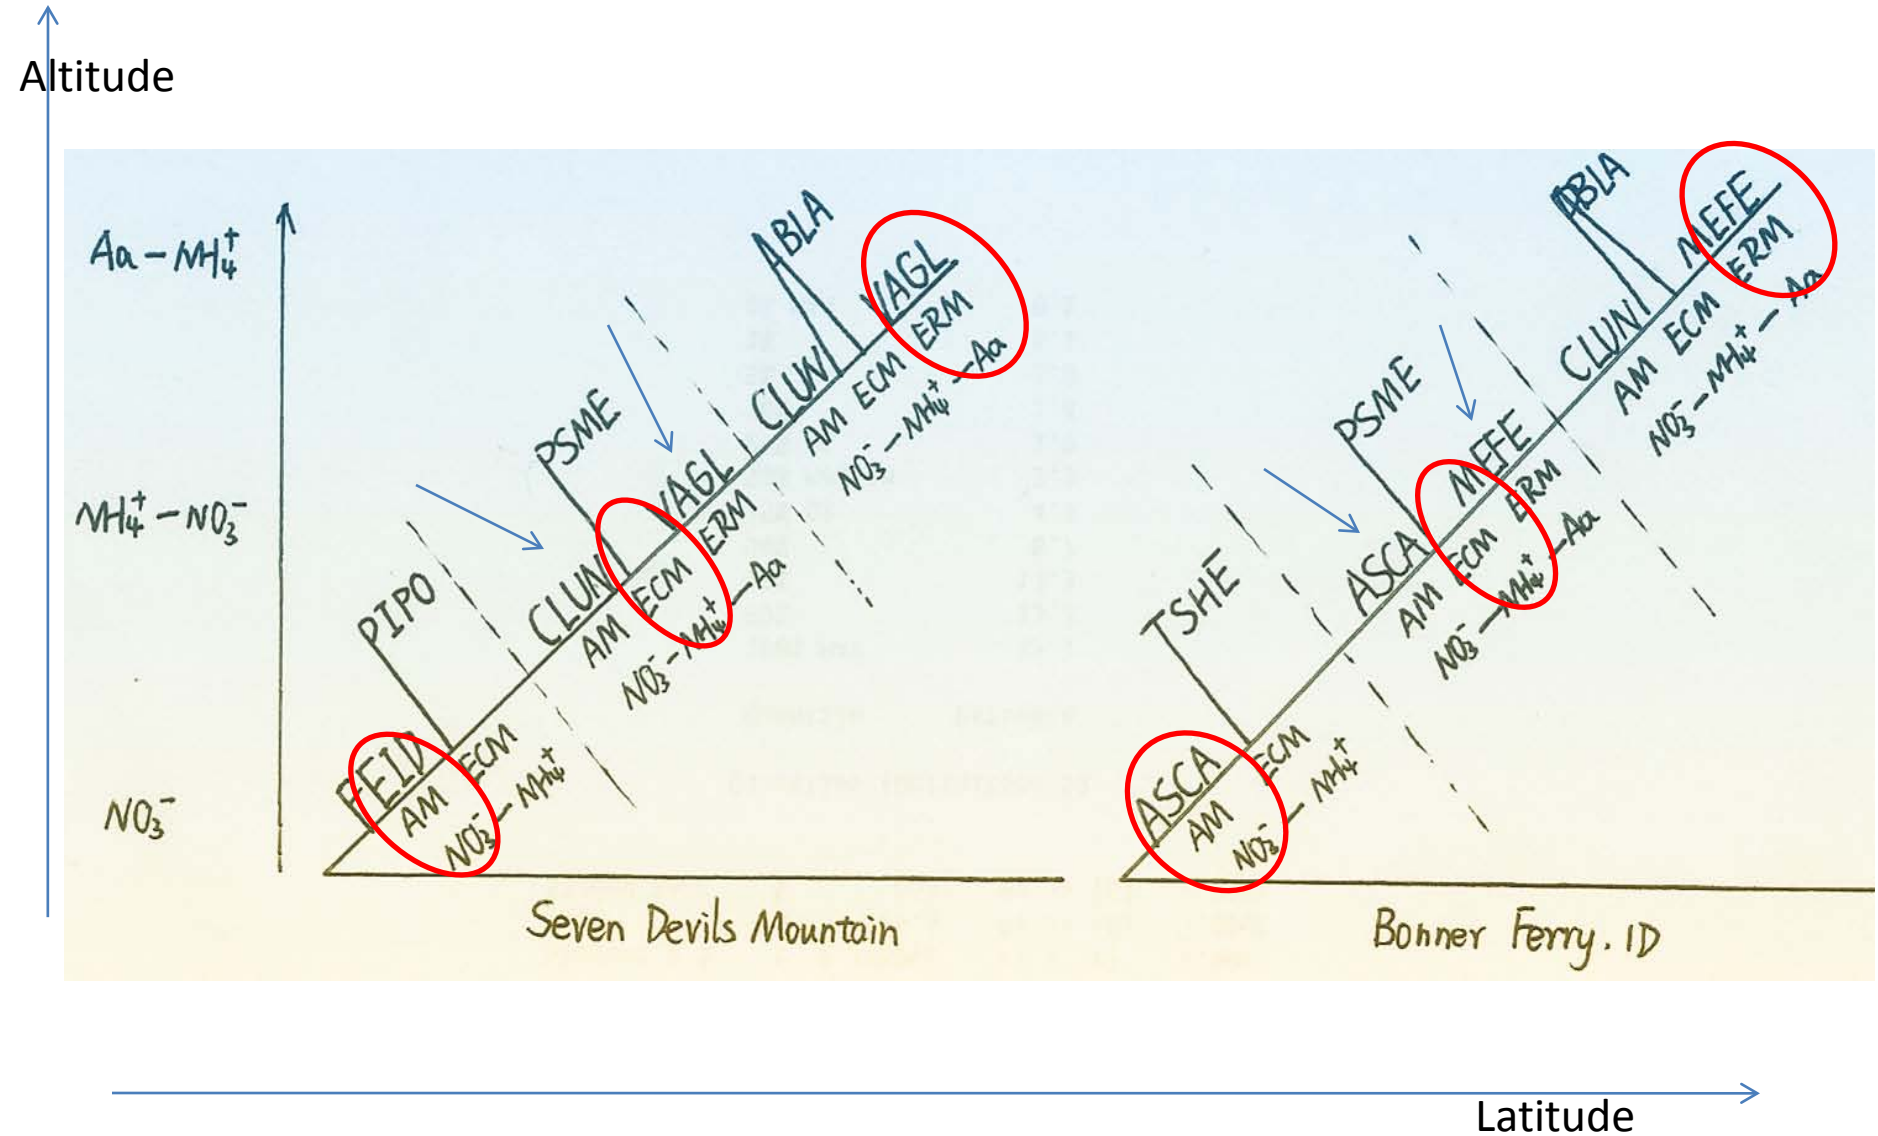 Altitude
Aa - NH₄⁺
NH₄⁺ - NO₃⁻
NO₃⁻
FEID
PIPO
CLUNI
PSME
VAGL
CLUNI
ABLA
VAGL
AM ECM
NO₃⁻ - NH₄⁺
AM ECM ERM
NO₃⁻ - NH₄⁺ - Aa
AM ECM ERM
NO₃⁻ - NH₄⁺ - Aa
Seven Devils Mountain
ASCA
TSHE
ASCA
PSME
MEFE
CLUNI
ABLA
MEFE
AM ECM
NO₃⁻ - NH₄⁺
AM ECM ERM
NO₃⁻ - NH₄⁺ - Aa
AM ECM ERM
NO₃⁻ - NH₄⁺ - Aa
Bonner Ferry. ID
Latitude